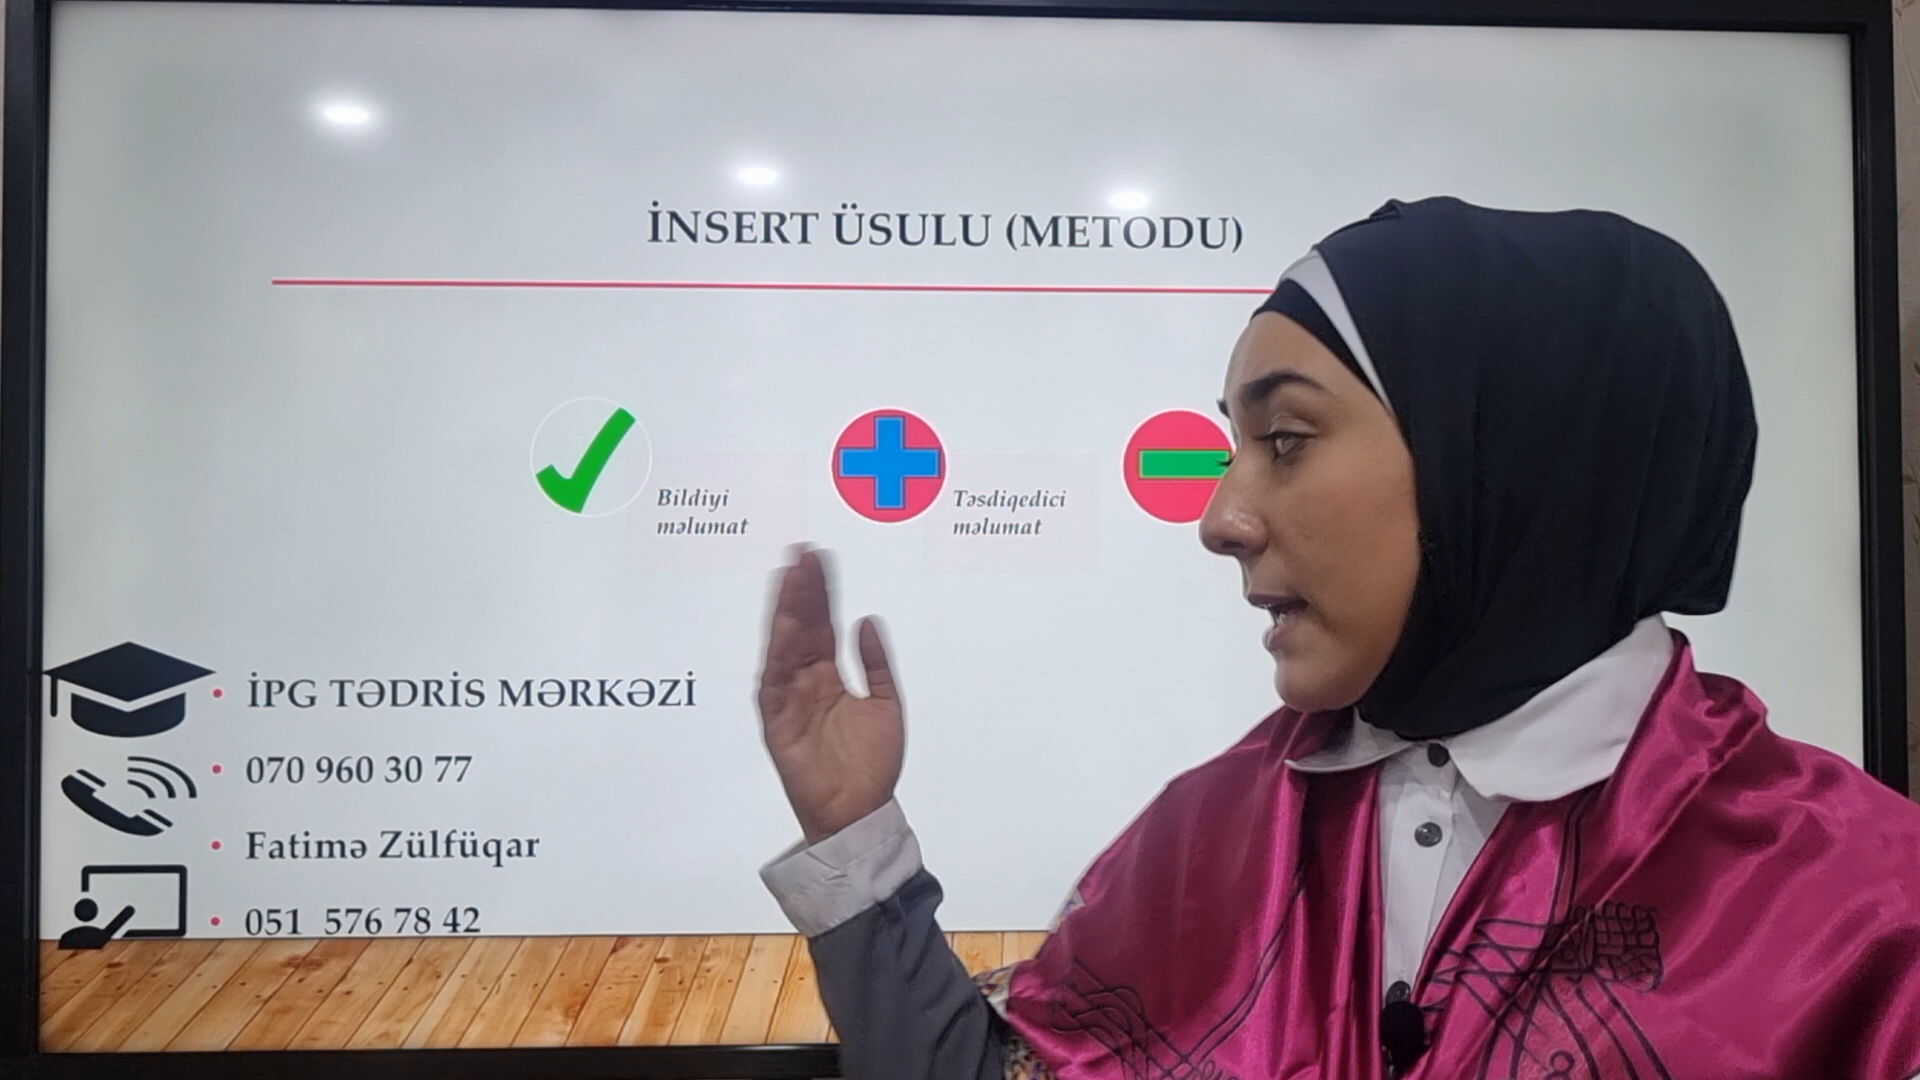 İNSERT ÜSULU (METODU)
Bildiyi
məlumat
Təsdiqedici
məlumat
İPG TƏDRİS MƏRKƏZİ
070 960 30 77
Fatimə Zülfüqar
051 576 78 42